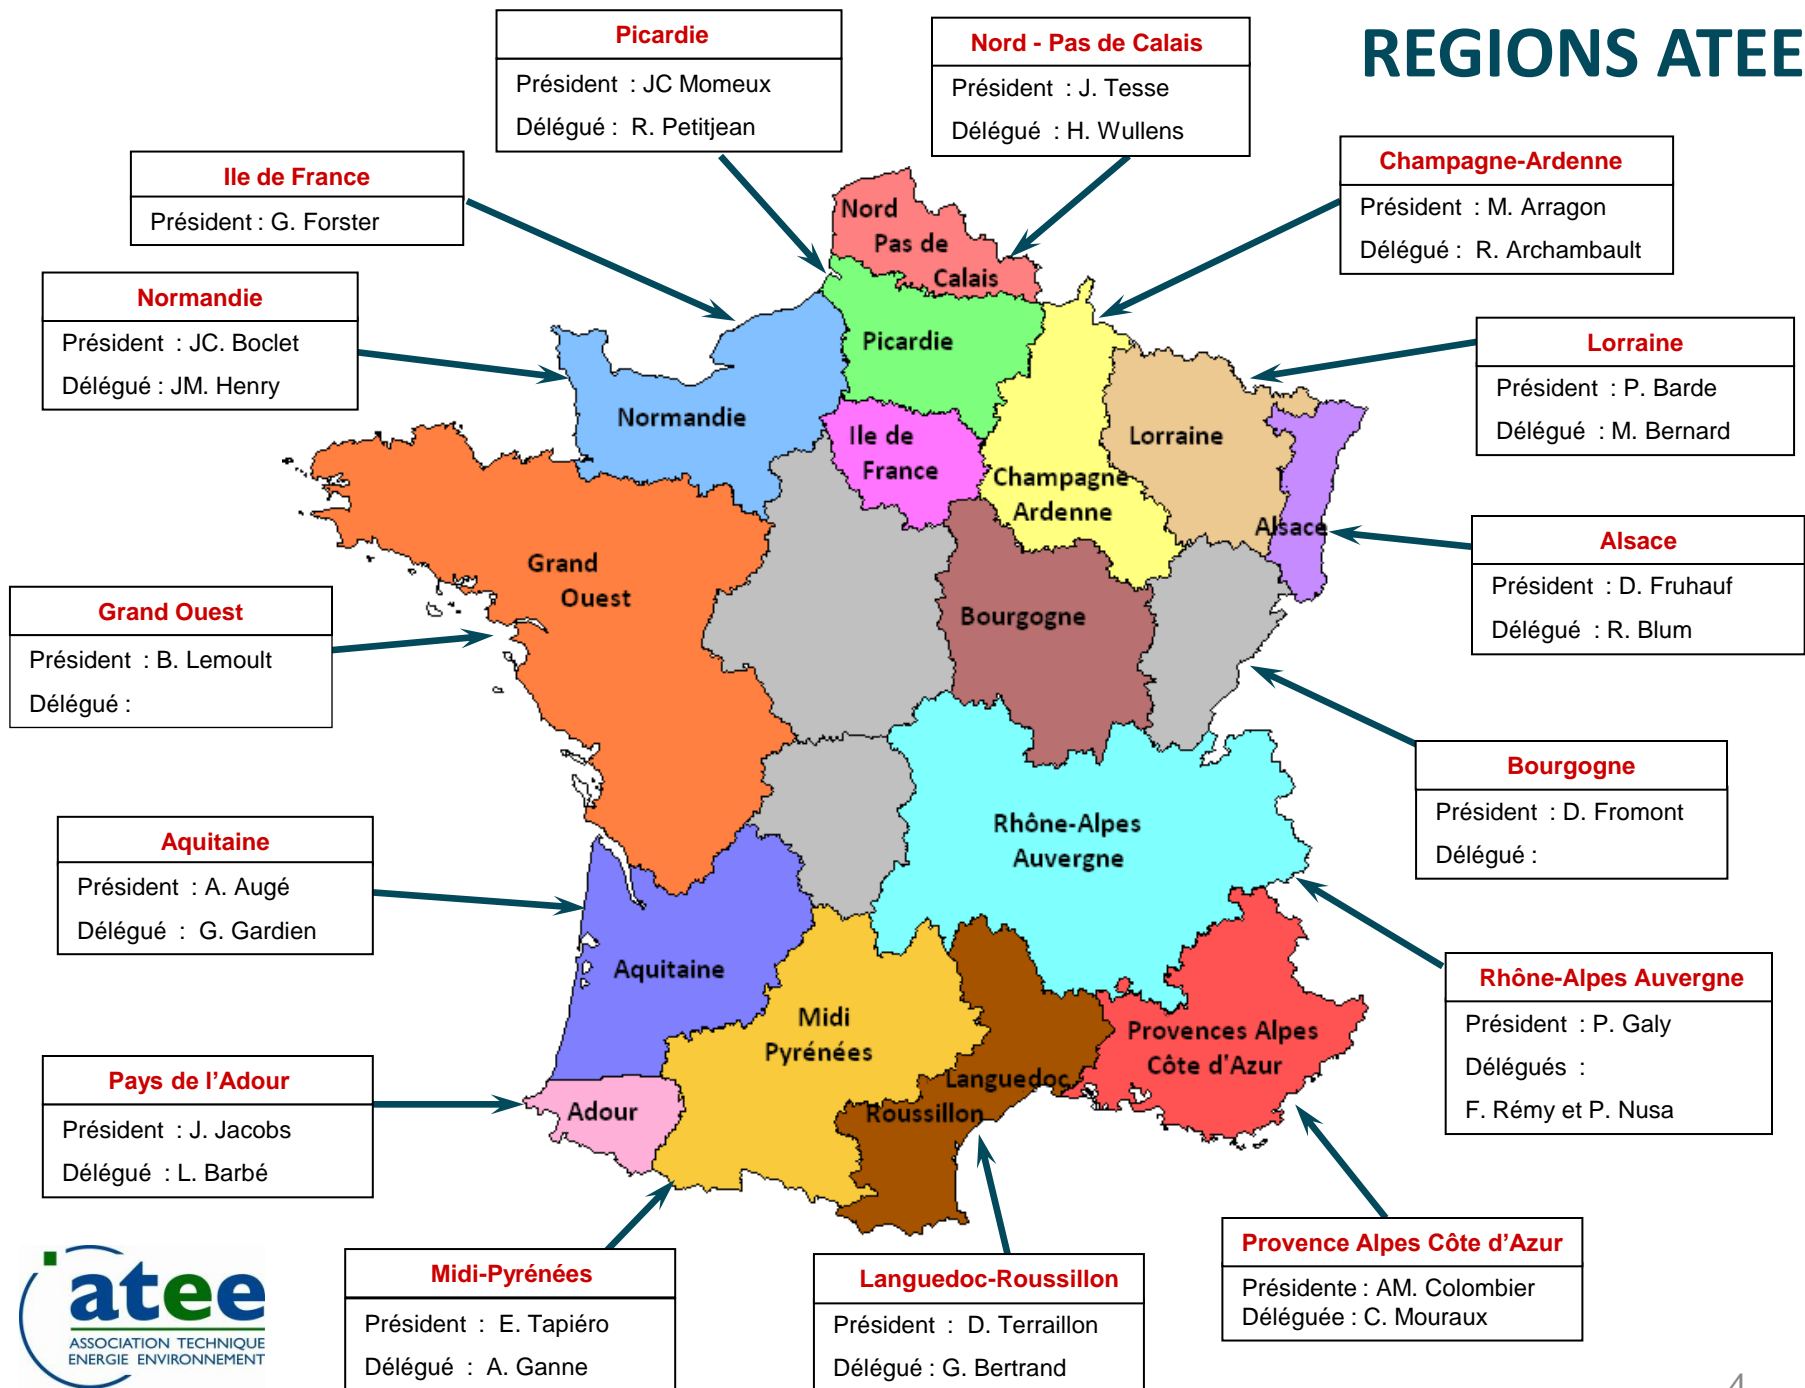 REGIONS ATEE
Picardie
Président : JC Momeux
Délégué : R. Petitjean
Nord - Pas de Calais
Président : J. Tesse
Délégué : H. Wullens
Ile de France
Président : G. Forster
Champagne-Ardenne
Président : M. Arragon
Délégué : R. Archambault
Normandie
Président : JC. Boclet
Délégué : JM. Henry
Lorraine
Président : P. Barde
Délégué : M. Bernard
Alsace
Président : D. Fruhauf
Délégué : R. Blum
Grand Ouest
Président : B. Lemoult
Délégué :
Bourgogne
Président : D. Fromont
Délégué :
Aquitaine
Président : A. Augé
Délégué : G. Gardien
Rhône-Alpes Auvergne
Président : P. Galy
Délégués :
F. Rémy et P. Nusa
Pays de l’Adour
Président : J. Jacobs
Délégué : L. Barbé
Provence Alpes Côte d’Azur
Présidente : AM. Colombier
Déléguée : C. Mouraux
Midi-Pyrénées
Président : E. Tapiéro
Délégué : A. Ganne
Languedoc-Roussillon
Président : D. Terraillon
Délégué : G. Bertrand
Nord
Pas de
Calais
Picardie
Normandie
Ile de
France
Champagne
Ardenne
Lorraine
Alsace
Grand
Ouest
Bourgogne
Rhône-Alpes
Auvergne
Aquitaine
Midi
Pyrénées
Adour
Languedoc
Roussillon
Provences Alpes
Côte d'Azur
atee
ASSOCIATION TECHNIQUE
ENERGIE ENVIRONNEMENT
4